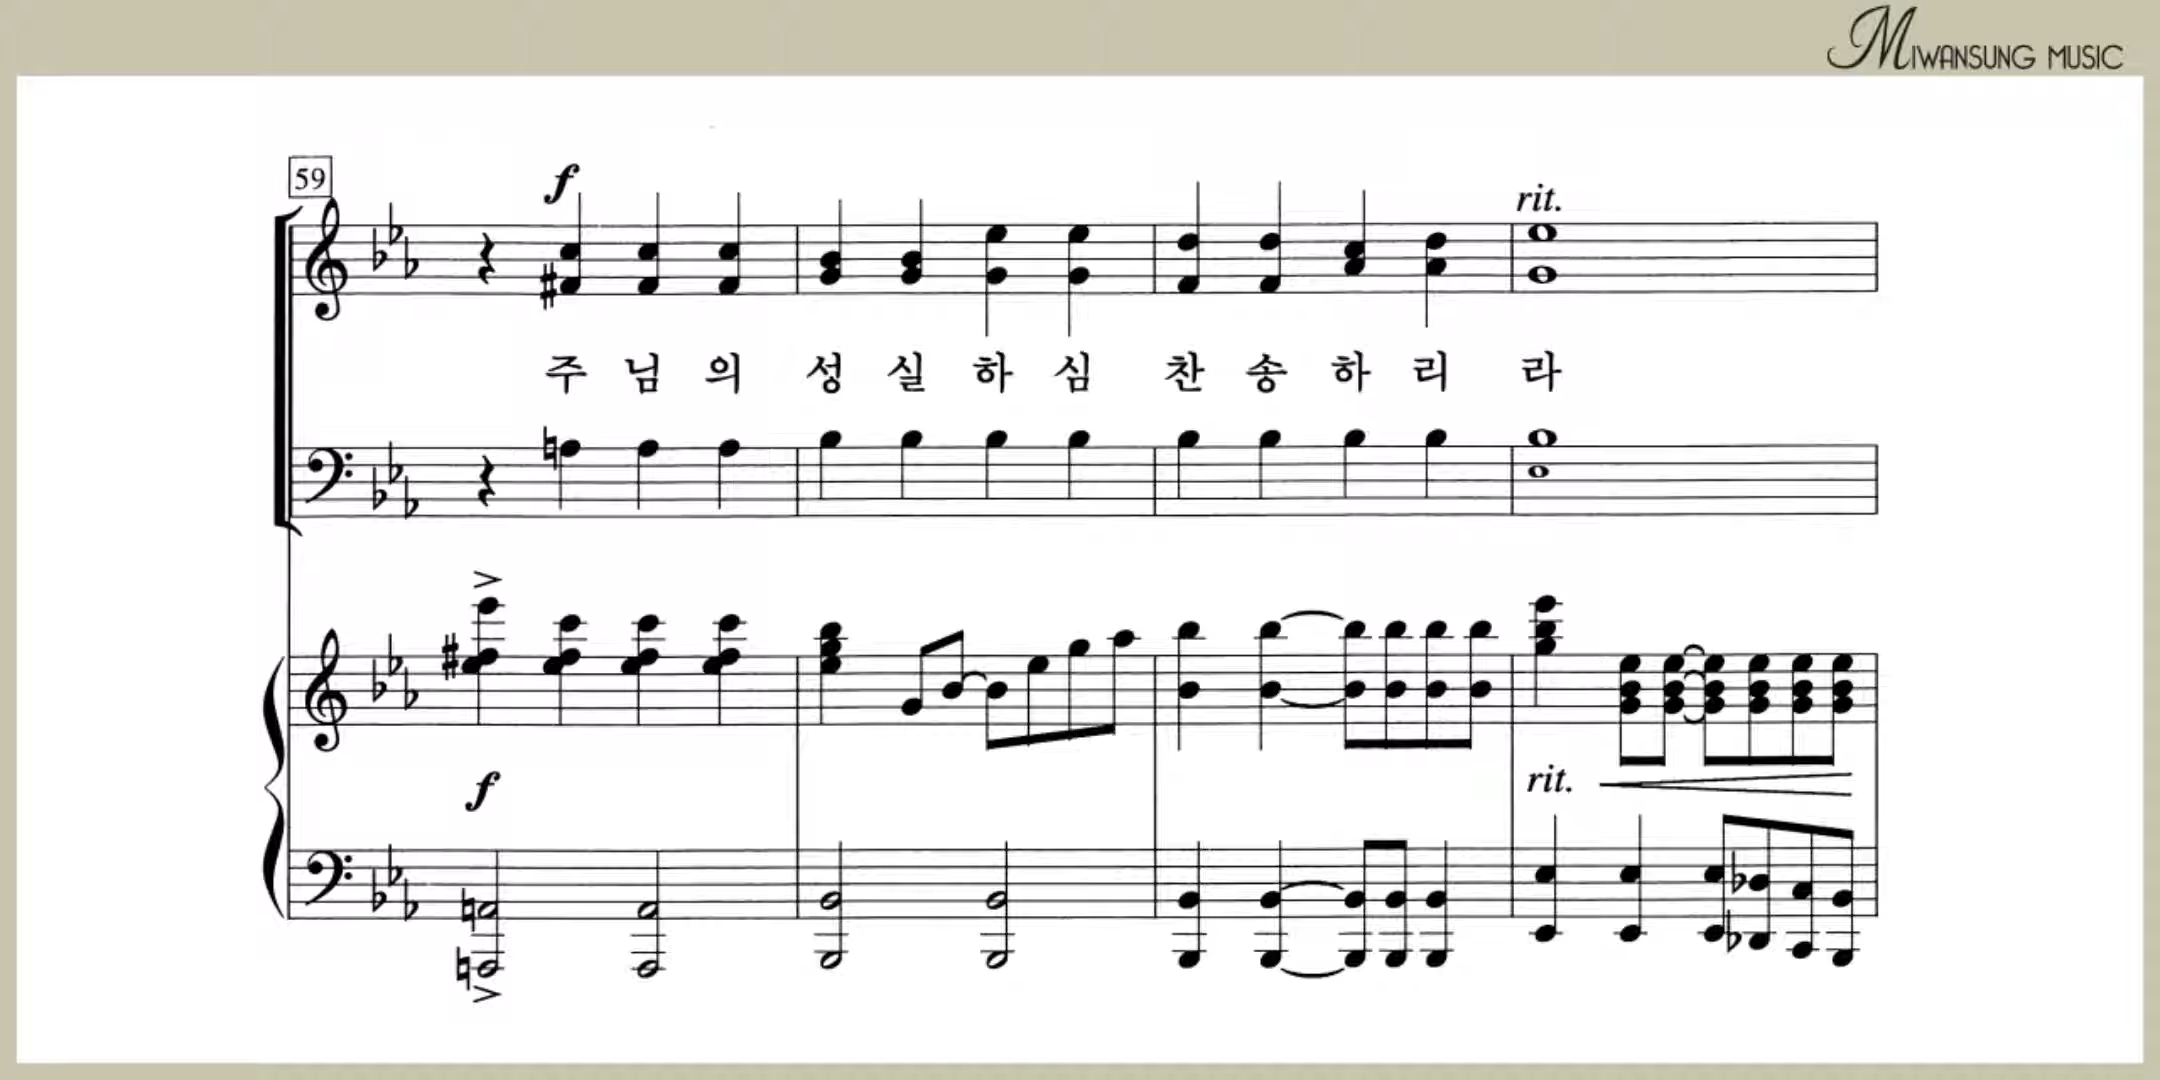 MIWANSUNG MUSIC
59
f
rit.
주 님 의 성 실 하 심 찬 송 하 리 라
f
rit.